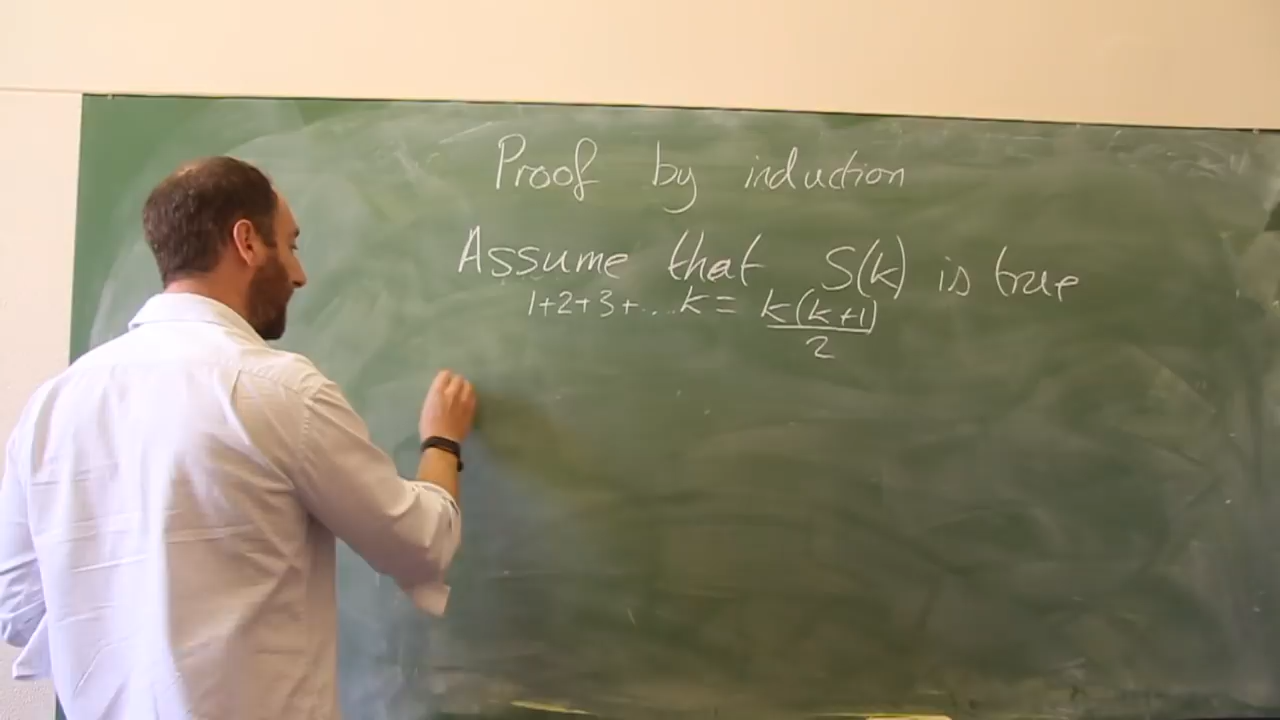 Proof by induction
Assume that S(k) is true
1+2+3+...k = k(k+1)
2